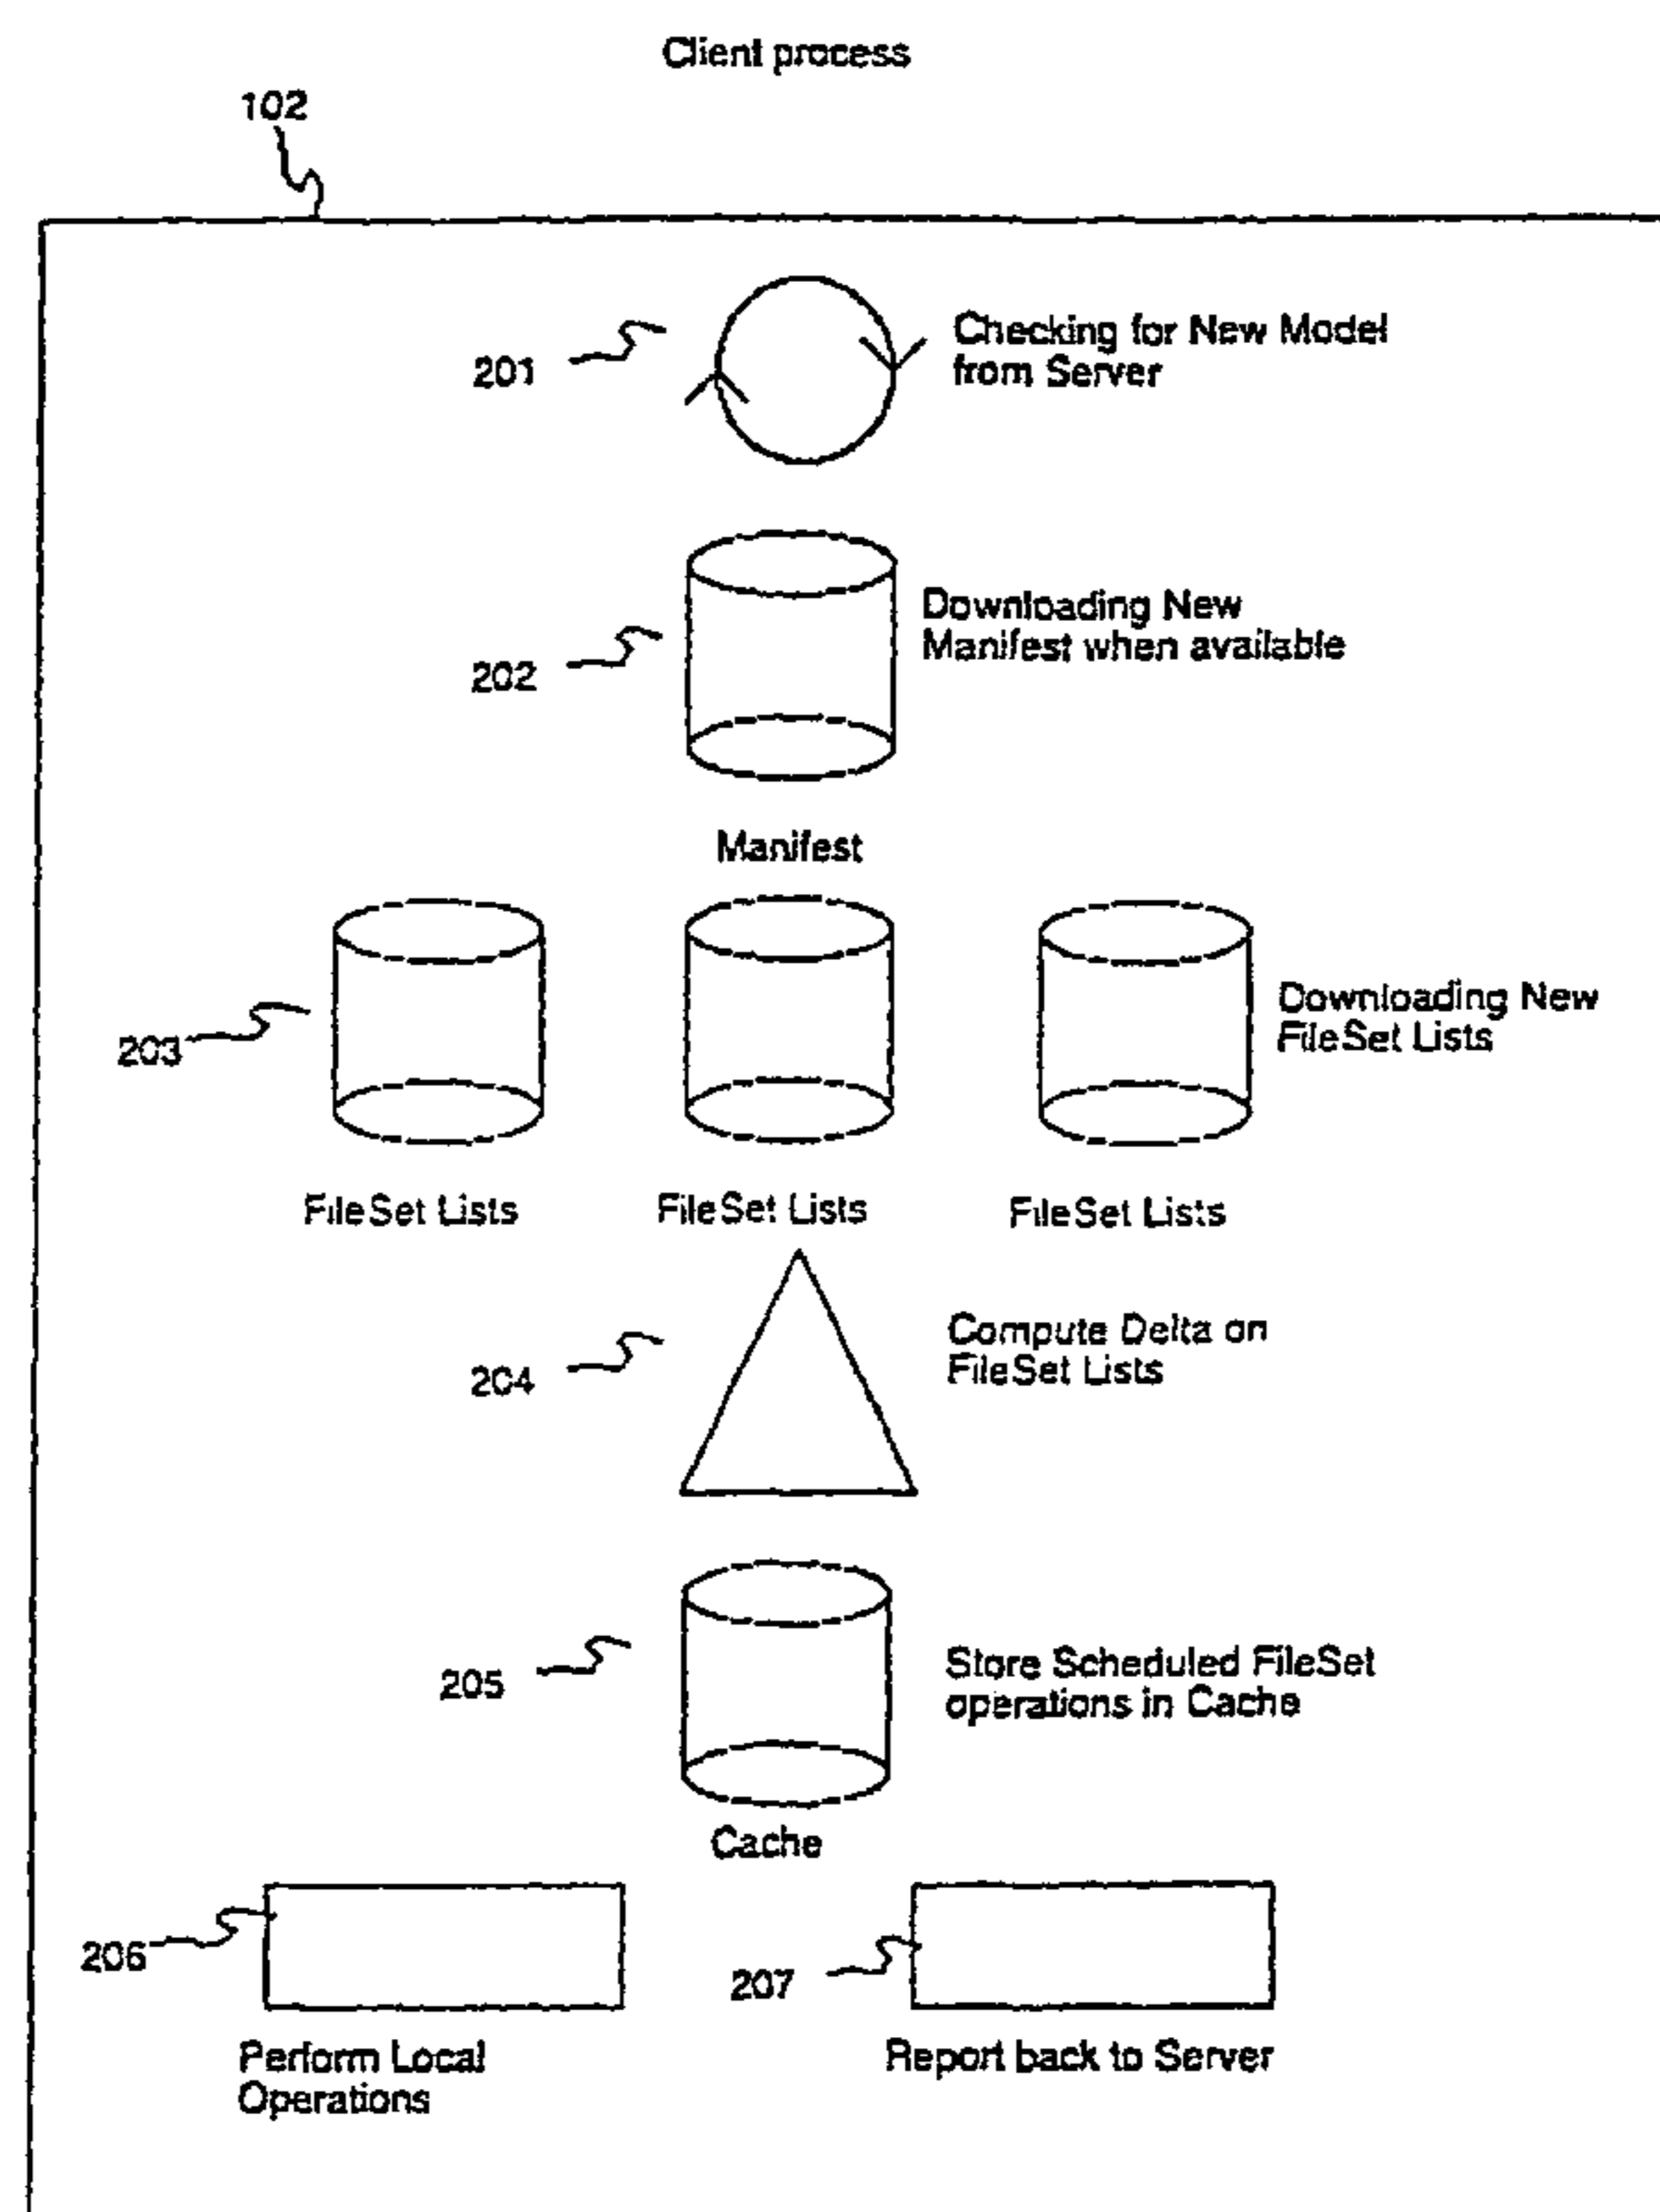 Client process
102
201
Checking for New Model
from Server
202
Downloading New
Manifest when available
Manifest
203
Downloading New
FileSet Lists
FileSet Lists
FileSet Lists
FileSet Lists
204
Compute Delta on
FileSet Lists
205
Store Scheduled FileSet
operations in Cache
Cache
206
207
Perform Local
Operations
Report back to Server